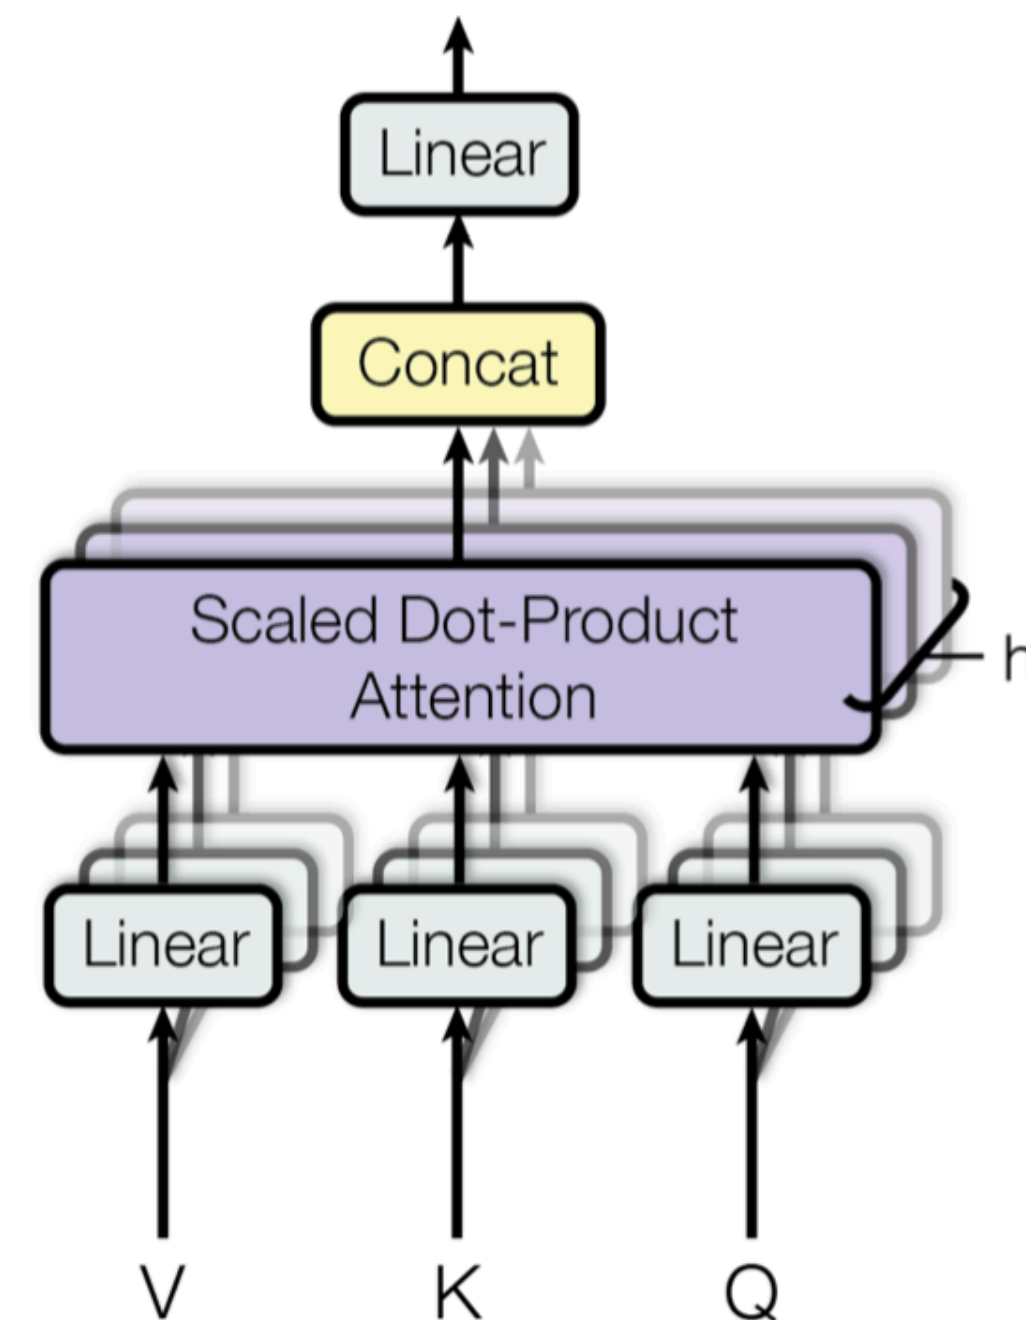 Linear
Concat
Scaled Dot-Product
Attention
h
Linear Linear Linear
V K Q